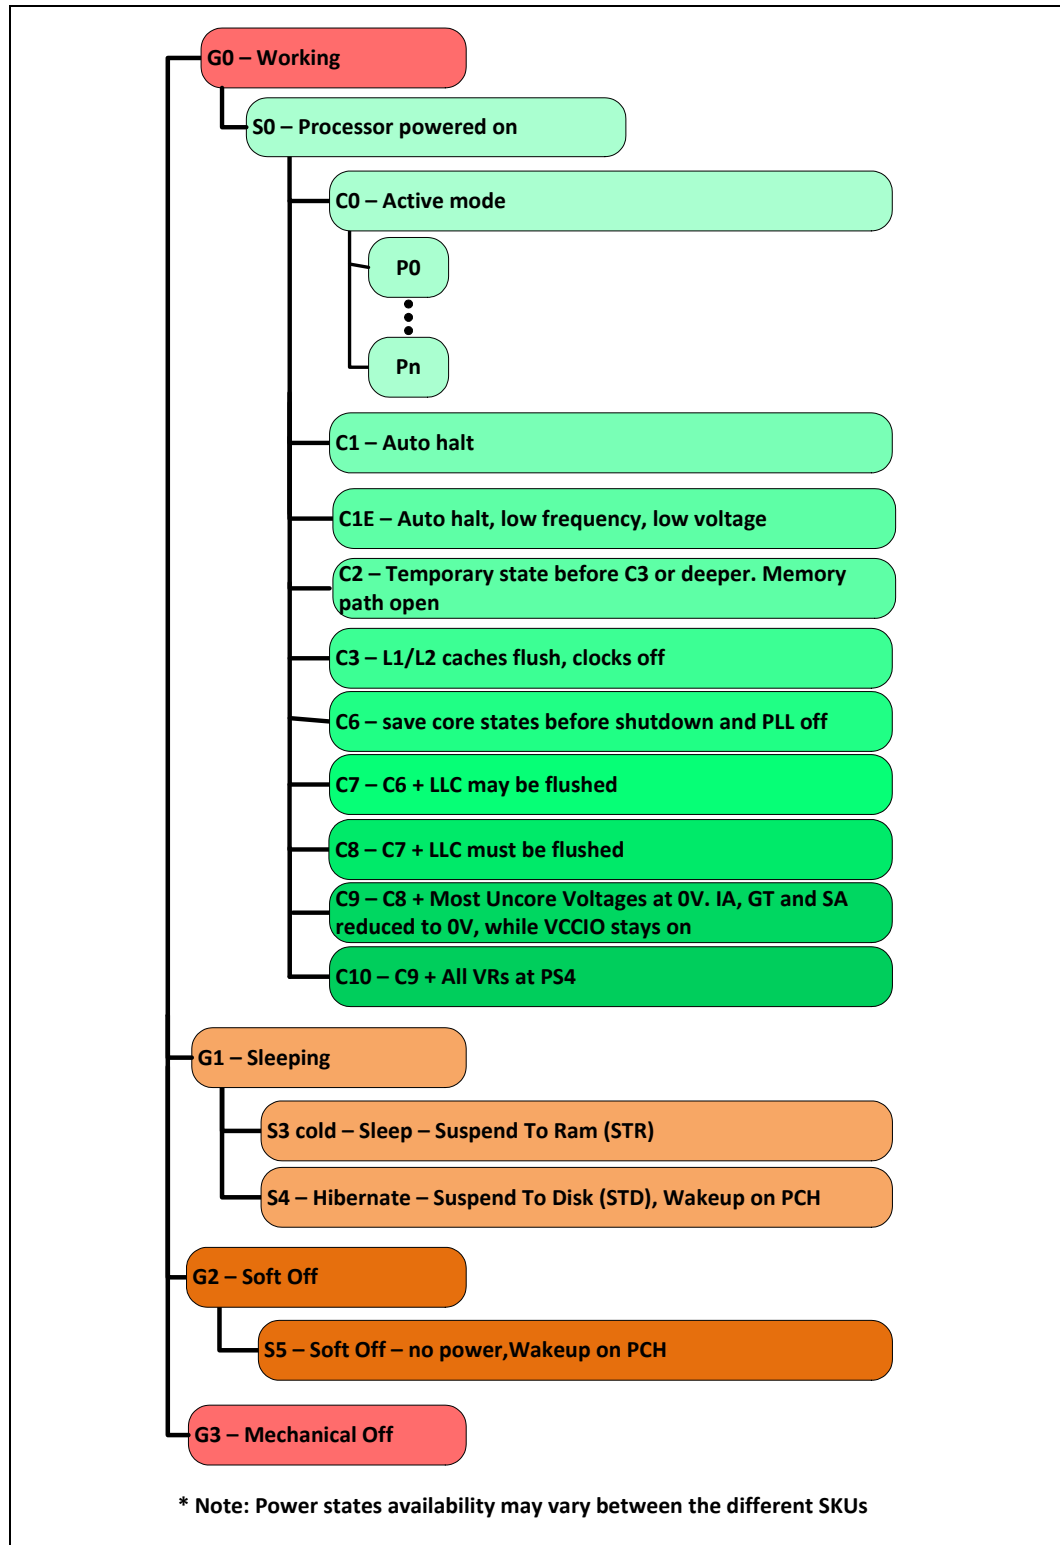 G0 – Working
S0 – Processor powered on
C0 – Active mode
P0
Pn
C1 – Auto halt
C1E – Auto halt, low frequency, low voltage
C2 – Temporary state before C3 or deeper. Memory
path open
C3 – L1/L2 caches flush, clocks off
C6 – save core states before shutdown and PLL off
C7 – C6 + LLC may be flushed
C8 – C7 + LLC must be flushed
C9 – C8 + Most Uncore Voltages at 0V. IA, GT and SA
reduced to 0V, while VCCIO stays on
C10 – C9 + All VRs at PS4
G1 – Sleeping
S3 cold – Sleep – Suspend To Ram (STR)
S4 – Hibernate – Suspend To Disk (STD), Wakeup on PCH
G2 – Soft Off
S5 – Soft Off – no power,Wakeup on PCH
G3 – Mechanical Off
* Note: Power states availability may vary between the different SKUs